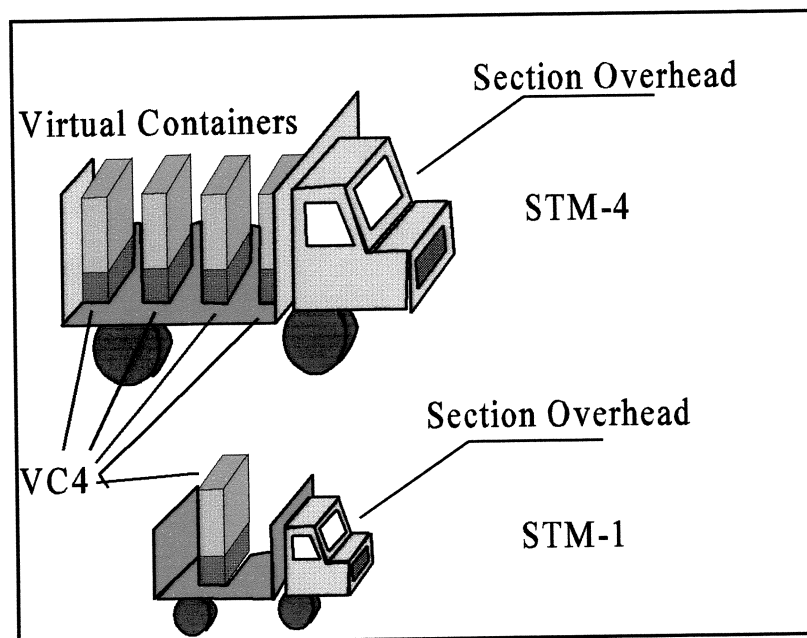 Section Overhead
Virtual Containers
STM-4
Section Overhead
VC4
STM-1